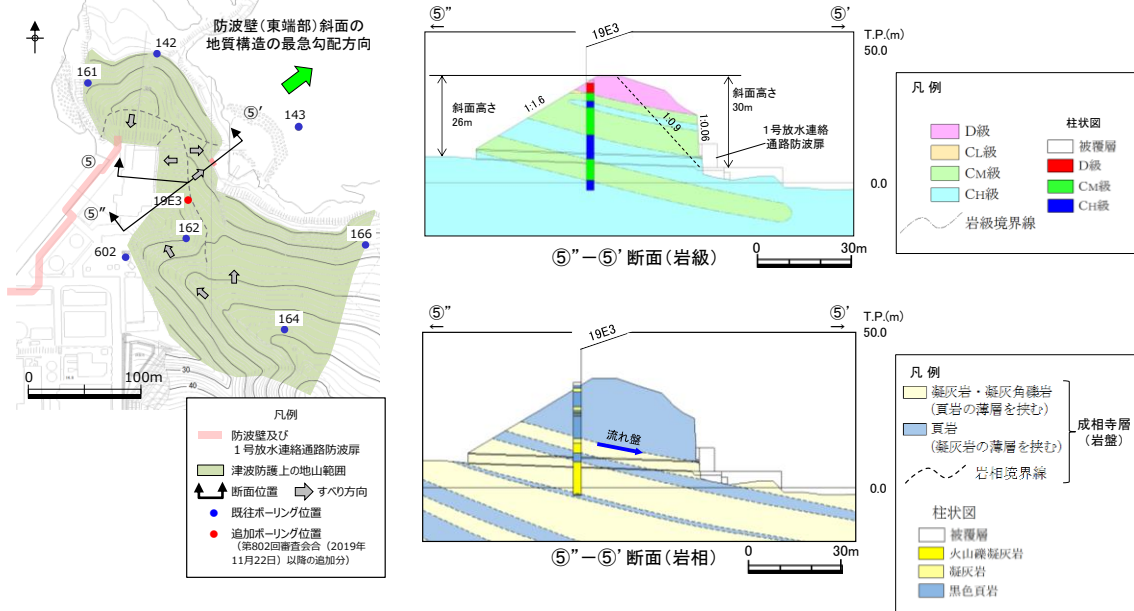 防波壁(東端部)斜面の
地質構造の最急勾配方向
142
161
143
⑤’
⑤
⑤”
19E3
162
602
166
164
30
40
0
100m
凡例
防波壁及び
1号放水連絡通路防波扉
津波防護上の地山範囲
断面位置
すべり方向
既往ボーリング位置
追加ボーリング位置
(第802回審査会合(2019年
11月22日)以降の追加分)
⑤”
19E3
⑤’
T.P.(m)
50.0
斜面高さ
26m
1:1.6
1:0.9
1:0.06
斜面高さ
30m
1号放水連絡
通路防波扉
0.0
⑤”-⑤’断面(岩級)
0
30m
凡 例
D級
CL級
CM級
CH級
岩級境界線
柱状図
被覆層
D級
CM級
CH級
⑤”
19E3
⑤’
T.P.(m)
50.0
流れ盤
0.0
⑤”-⑤’断面(岩相)
0
30m
凡 例
凝灰岩・凝灰角礫岩
(頁岩の薄層を挟む)
頁岩
(凝灰岩の薄層を挟む)
成相寺層
(岩盤)
岩相境界線
柱状図
被覆層
火山礫凝灰岩
凝灰岩
黒色頁岩